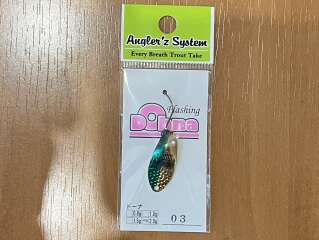 Angler'z System
Every Breath Trout Take
Flashing
Dohna
ドーナ
03